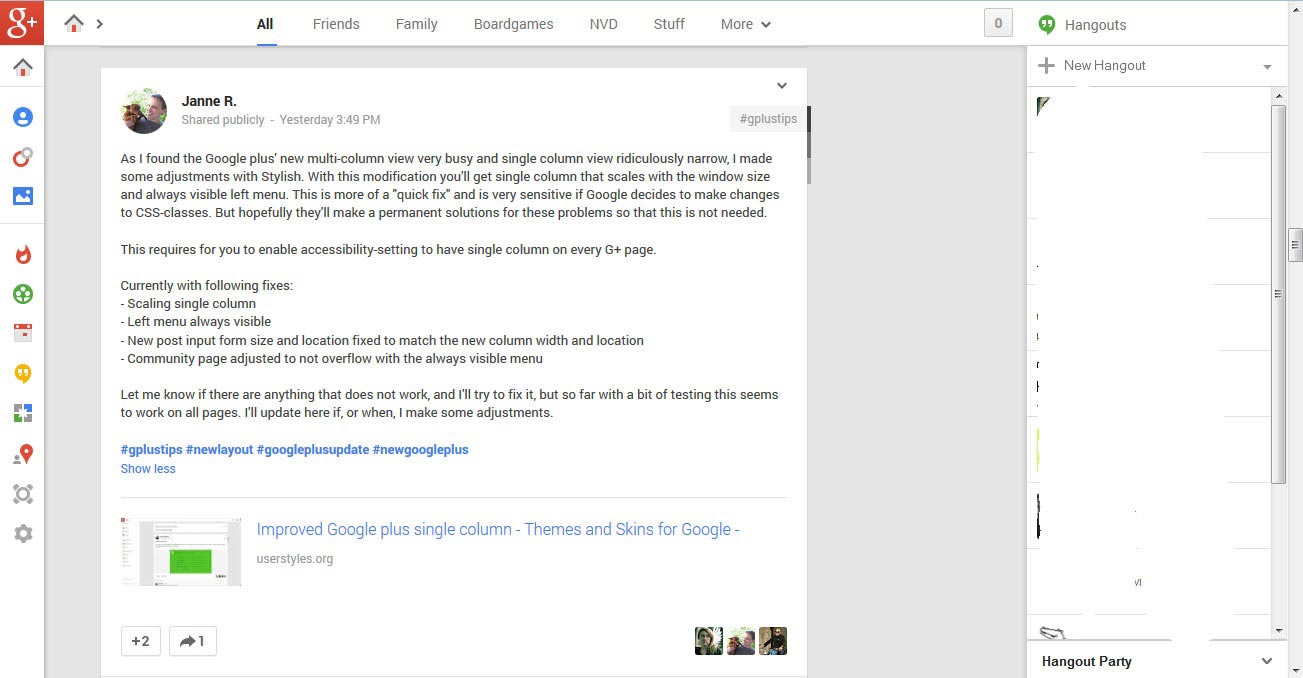 g+
All Friends Family Boardgames NVD Stuff More
0
Hangouts
New Hangout
Janne R.
Shared publicly - Yesterday 3:49 PM
#gplustips
As I found the Google plus' new multi-column view very busy and single column view ridiculously narrow, I made
some adjustments with Stylish. With this modification you'll get single column that scales with the window size
and always visible left menu. This is more of a "quick fix" and is very sensitive if Google decides to make changes
to CSS-classes. But hopefully they'll make a permanent solutions for these problems so that this is not needed.
This requires for you to enable accessibility-setting to have single column on every G+ page.
Currently with following fixes:
- Scaling single column
- Left menu always visible
- New post input form size and location fixed to match the new column width and location
- Community page adjusted to not overflow with the always visible menu
Let me know if there are anything that does not work, and I'll try to fix it, but so far with a bit of testing this seems
to work on all pages. I'll update here if, or when, I make some adjustments.
#gplustips #newlayout #googleplusupdate #newgoogleplus
Show less
Improved Google plus single column - Themes and Skins for Google -
userstyles.org
+2 1
Hangout Party